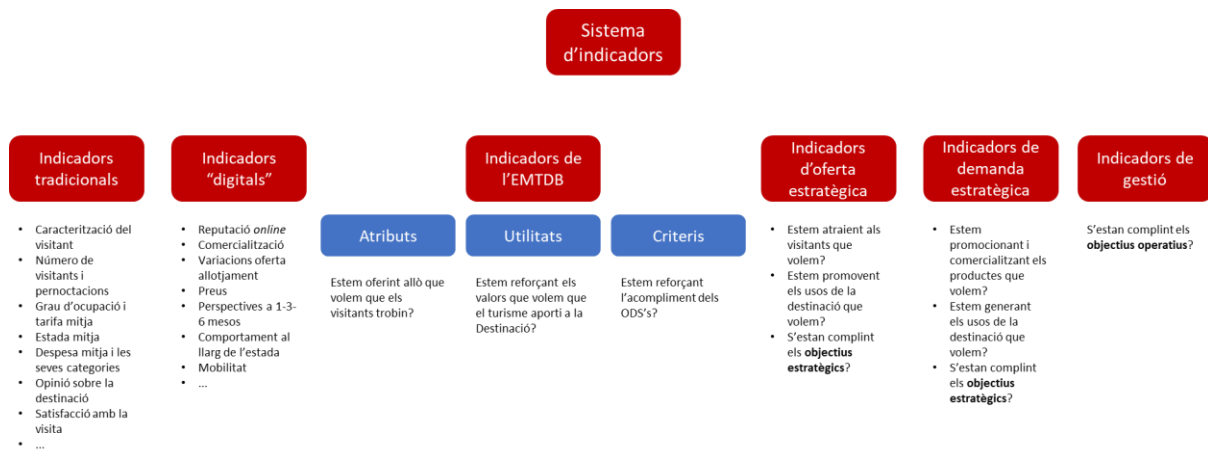 Sistema
d'indicadors
Indicadors
tradicionals
• Caracterització del
visitant
• Número de
visitants i
pernoctacions
• Grau d'ocupació i
tarifa mitja
• Estada mitja
• Despesa mitja i les
seves categories
• Opinió sobre la
destinació
• Satisfacció amb la
visita
• ...
Indicadors
"digitals"
• Reputació online
• Comercialització
• Variacions oferta
allotjament
• Preus
• Perspectives a 1-3-
6 mesos
• Comportament al
llarg de l'estada
• Mobilitat
• ...
Indicadors de
l'EMTDB
Atributs
Estem oferint allò que
volem que els
visitants trobin?
Utilitats
Estem reforçant els
valors que volem que
el turisme aporti a la
Destinació?
Criteris
Estem reforçant
l'acompliment dels
ODS's?
Indicadors
d'oferta
estratègica
• Estem atraient als
visitants que
volem?
• Estem promovent
els usos de la
destinació que
volem?
• S'estan complint
els objectius
estratègics?
Indicadors de
demanda
estratègica
• Estem
promocionant i
comercialitzant els
productes que
volem?
• Estem generant
els usos de la
destinació que
volem?
• S'estan complint
els objectius
estratègics?
Indicadors de
gestió
S'estan complint els
objectius operatius?